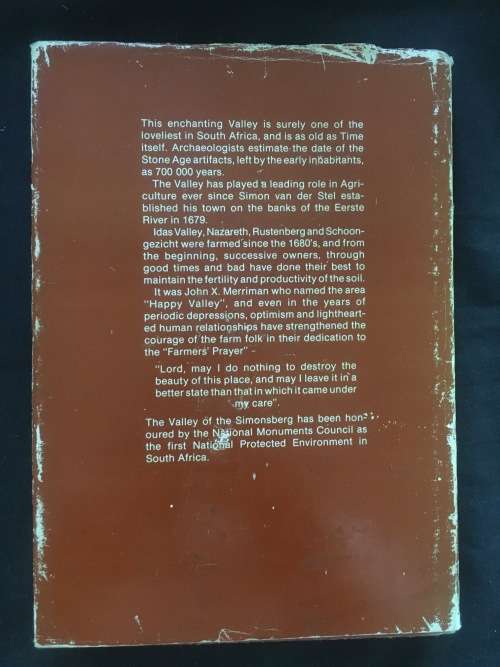 This enchanting Valley is surely one of the
loveliest in South Africa, and is as old as Time
itself. Archaeologists estimate the date of the
Stone Age artifacts, left by the early inhabitants,
as 700 000 years.
The Valley has played a leading role in Agri-
culture ever since Simon van der Stel esta-
blished his town on the banks of the Eerste
River in 1679.
Idas Valley, Nazareth, Rustenberg and Schoon-
gezicht were farmed since the 1680's, and from
the beginning, successive owners, through
good times and bad have done their best to
maintain the fertility and productivity of the soil.
It was John X. Merriman who named the area
"Happy Valley", and even in the years of
periodic depressions, optimism and lightheart-
ed human relationships have strengthened the
courage of the farm folk in their dedication to
the "Farmers' Prayer" -
"Lord, may I do nothing to destroy the
beauty of this place, and may I leave it in a
better state than that in which it came under
my care".
The Valley of the Simonsberg has been hon-
oured by the National Monuments Council as
the first National Protected Environment in
South Africa.